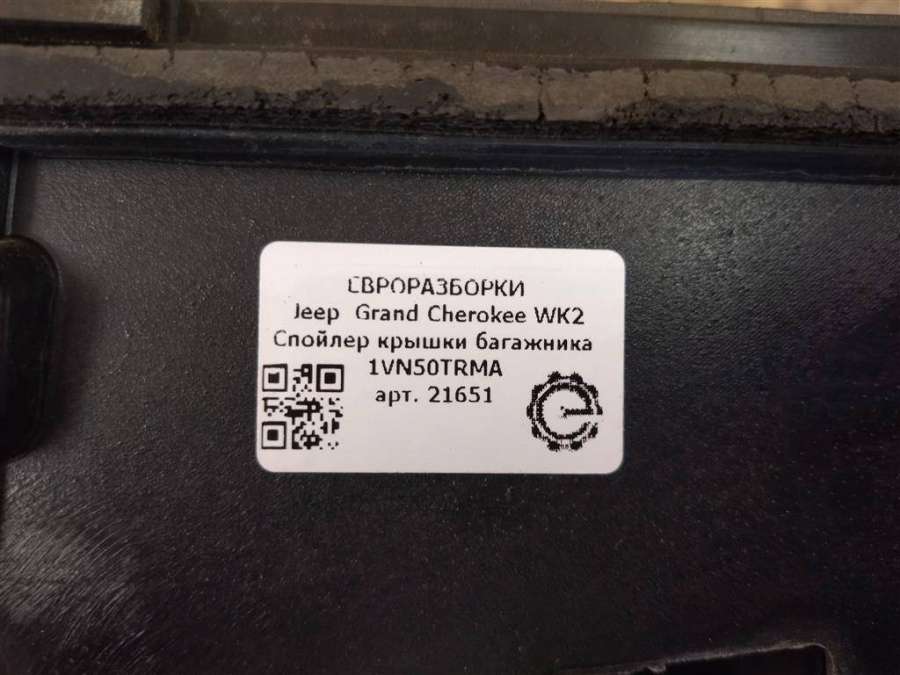 ЕВРОРАЗБОРКИ
Jeep Grand Cherokee WK2
Спойлер крышки багажника
1VN50TRMA
арт. 21651